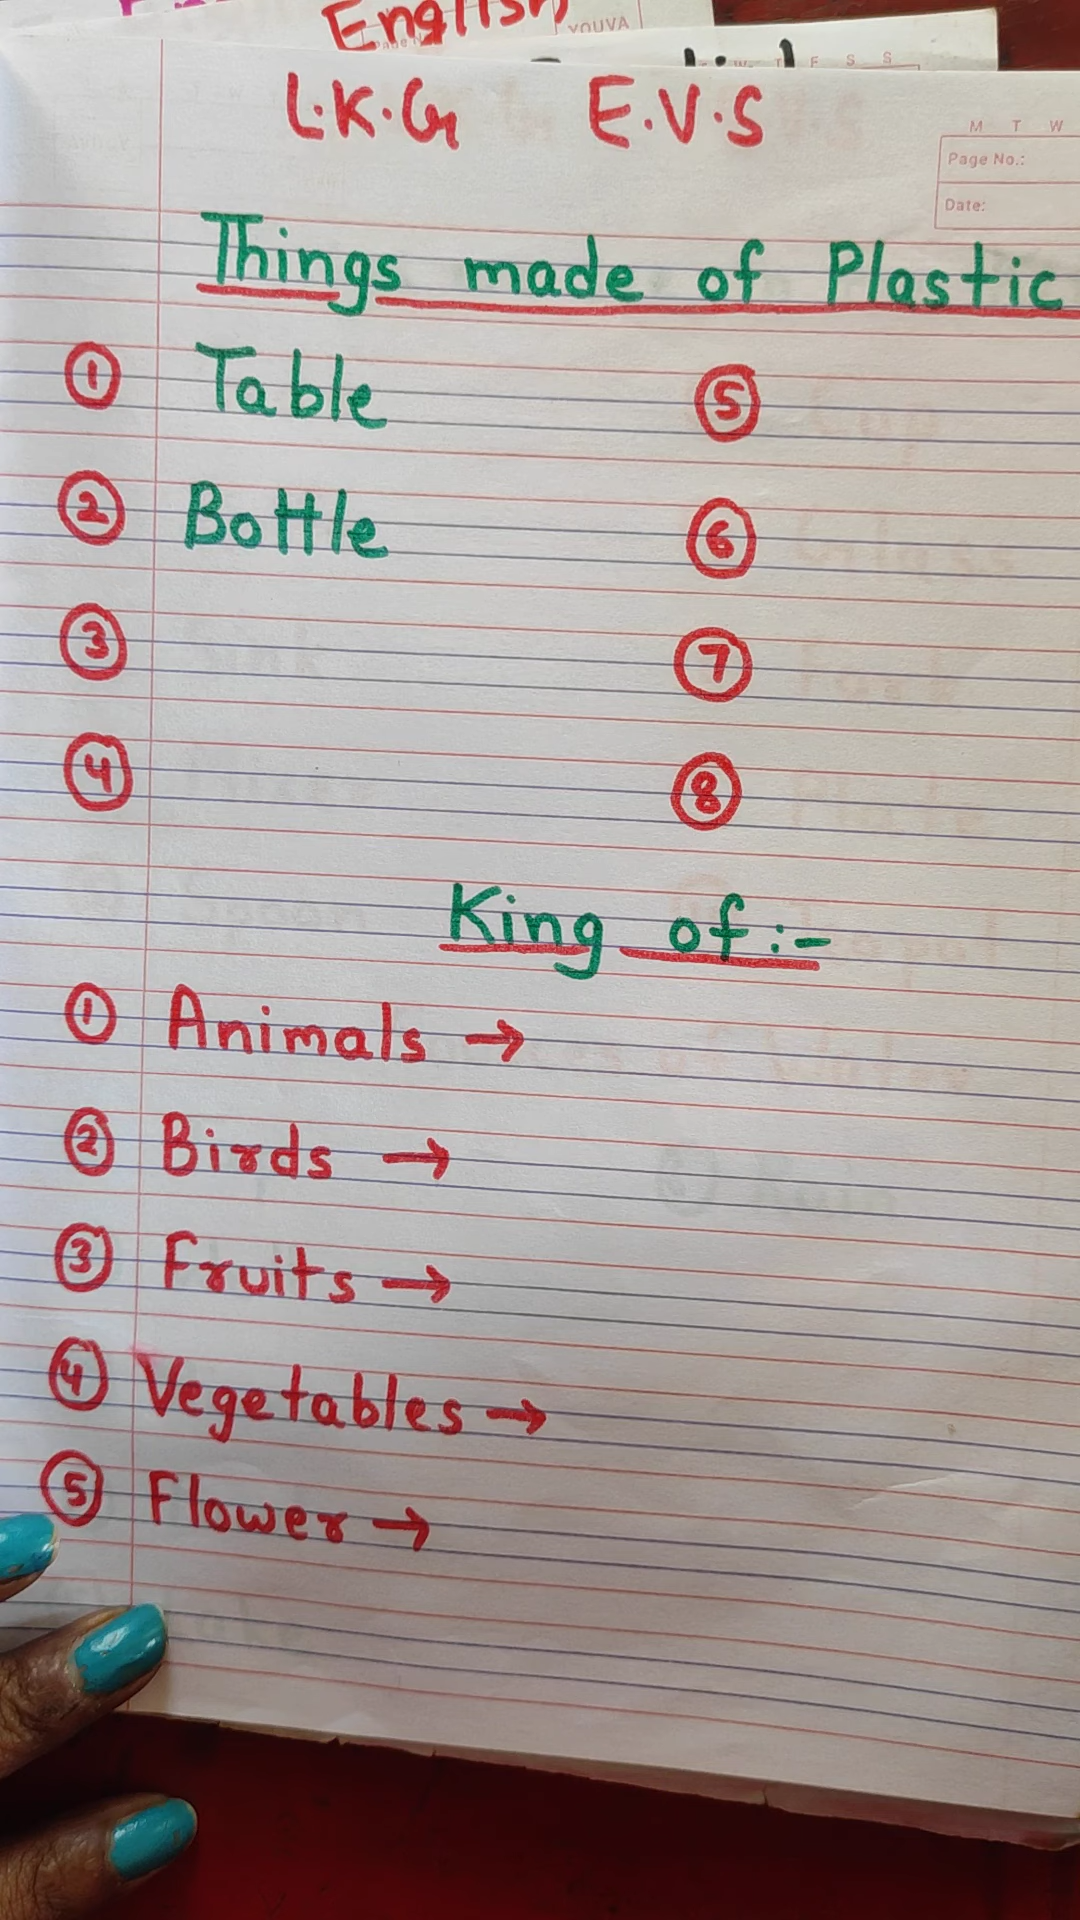 English
YOUVA
T F S S
L.K.G E.V.S
M T W
Page No.:
Date:
Things made of Plastic
① Table ⑤
② Bottle ⑥
③ ⑦
④ ⑧
King of :-
① Animals →
② Birds →
③ Fruits →
④ Vegetables →
⑤ Flower →